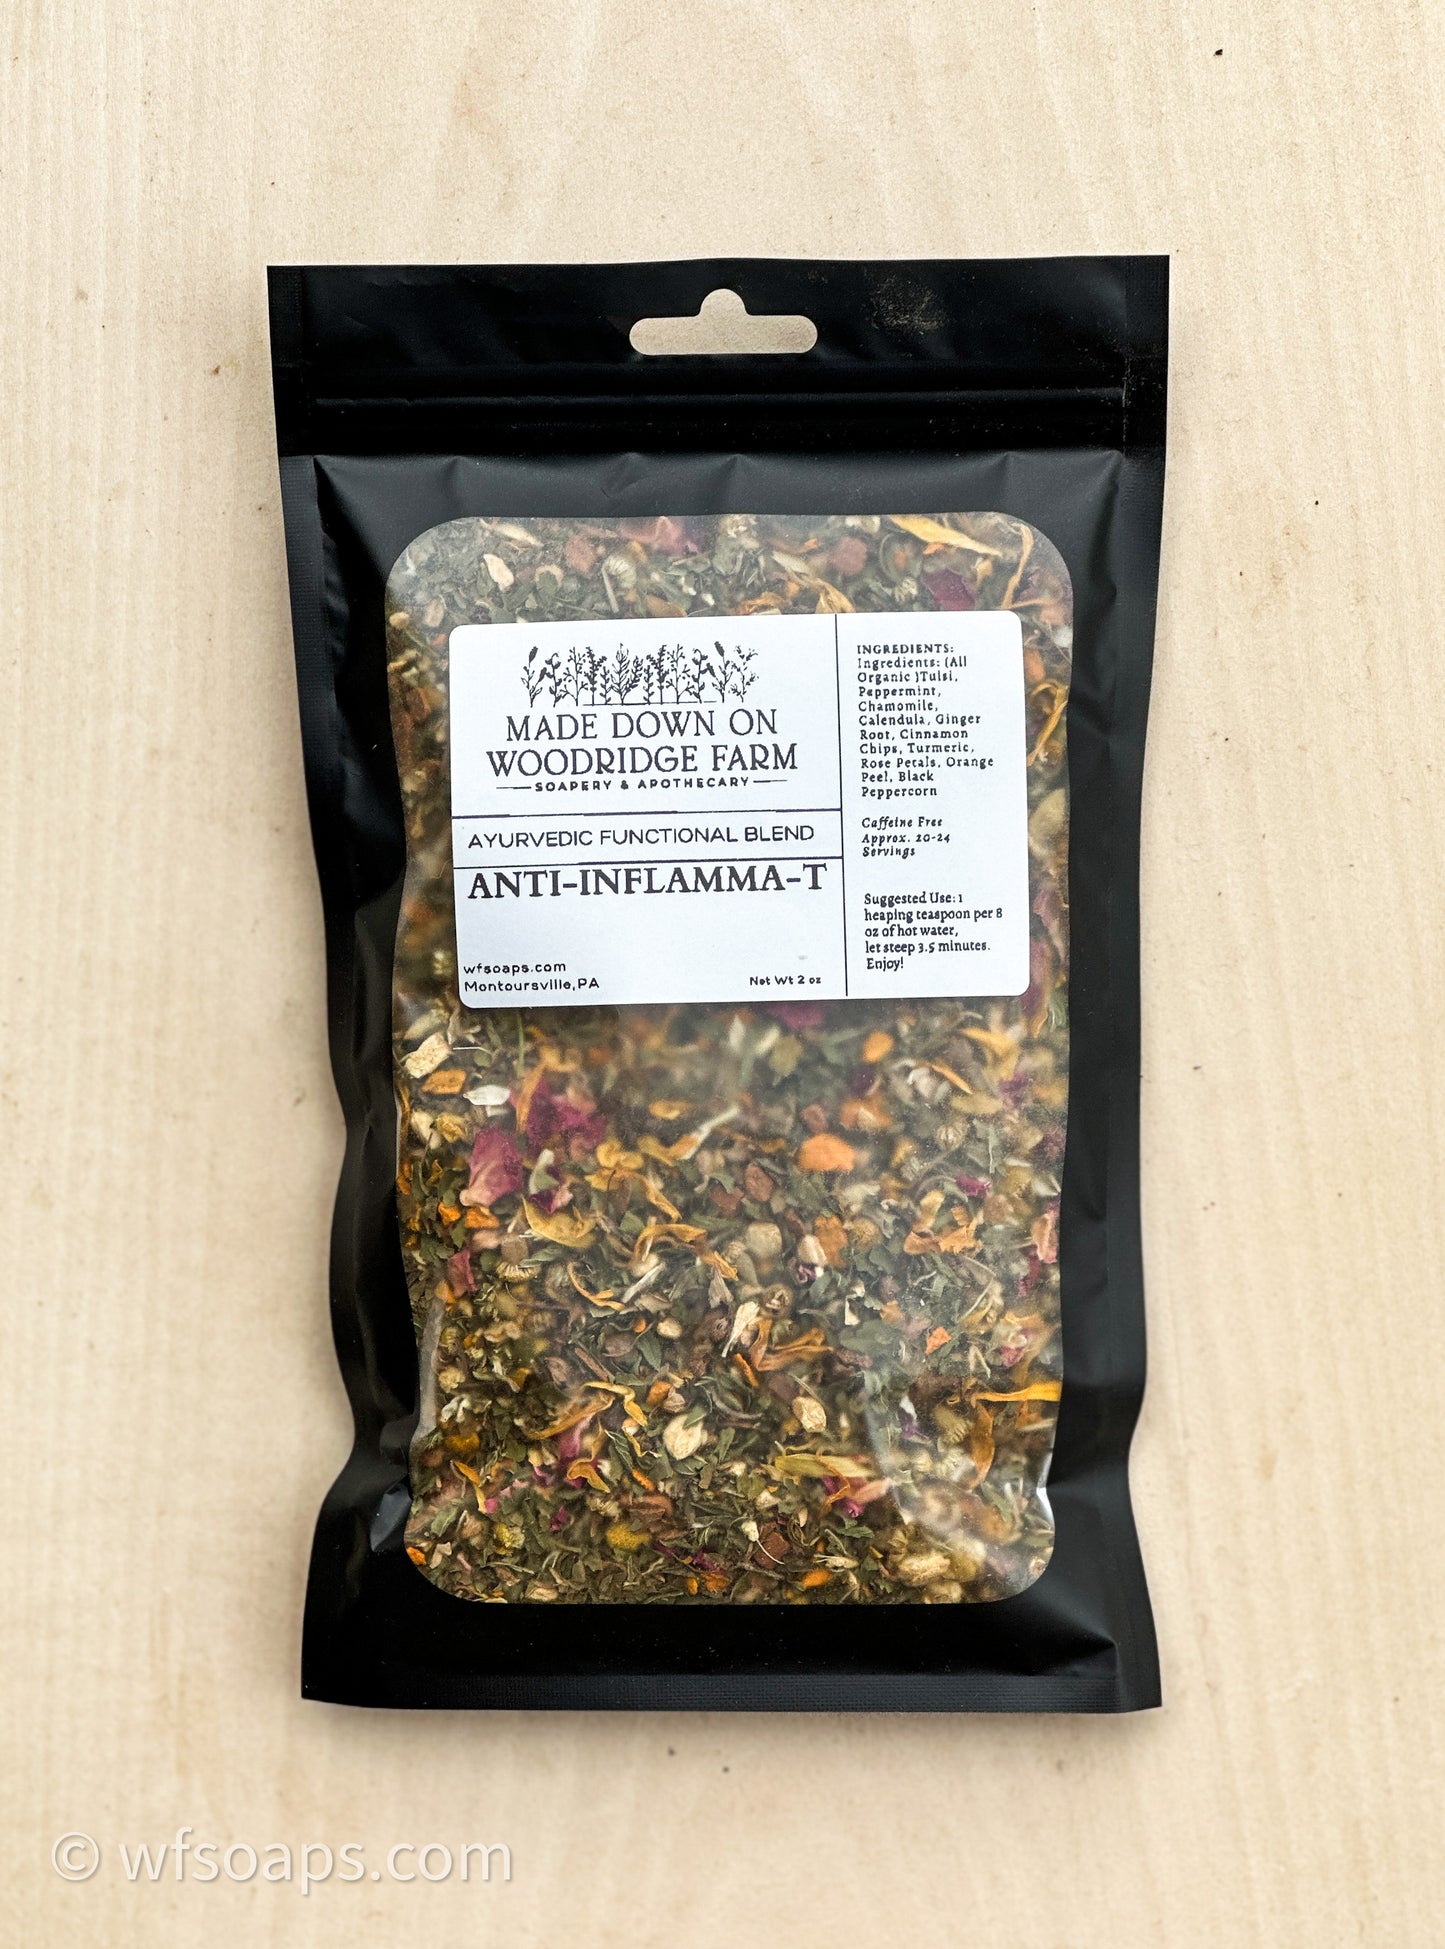 MADE DOWN ON
WOODRIDGE FARM
SOAPERY & APOTHECARY
AYURVEDIC FUNCTIONAL BLEND
ANTI-INFLAMMA-T
wfsoaps.com
Montoursville,PA
Net Wt 2 oz
INGREDIENTS:
Ingredients: (All
Organic )Tulsi,
Peppermint,
Chamomile,
Calendula, Ginger
Root, Cinnamon
Chips, Turmeric,
Rose Petals, Orange
Peel, Black
Peppercorn
Caffeine Free
Approx. 20-24
Servings
Suggested Use: 1
heaping teaspoon per 8
oz of hot water,
let steep 3.5 minutes.
Enjoy!
© wfsoaps.com